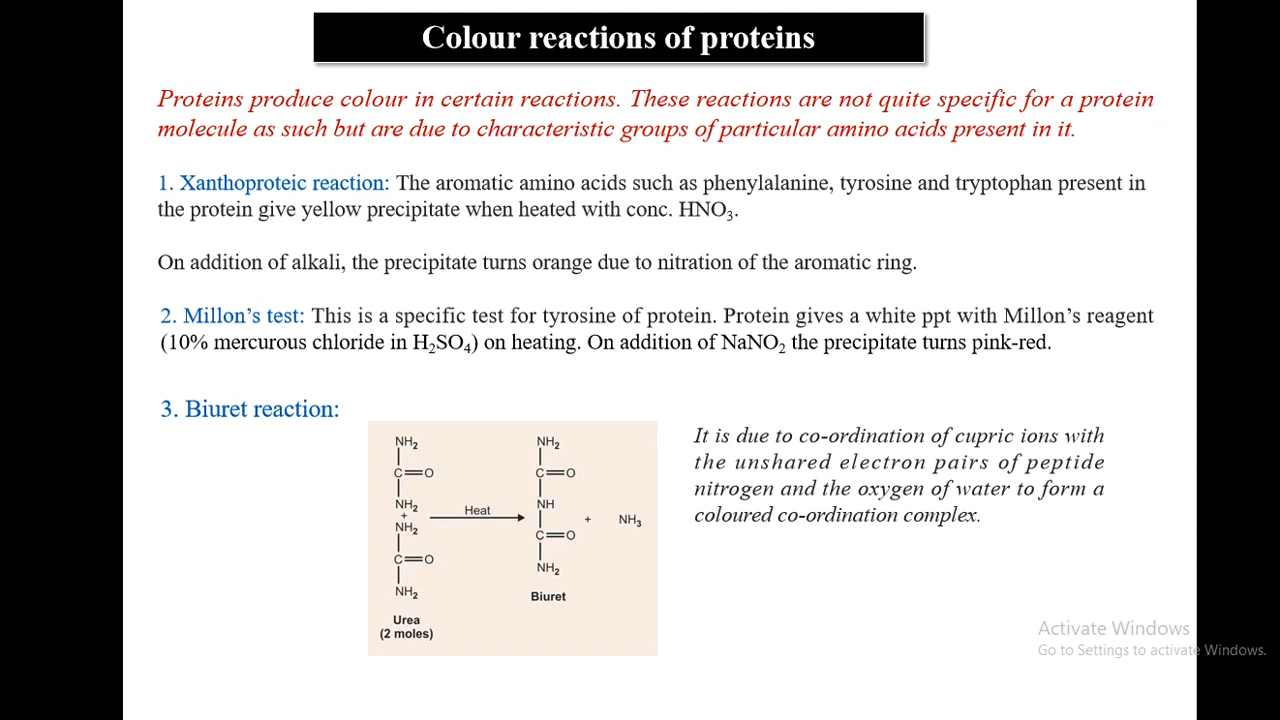 Colour reactions of proteins
Proteins produce colour in certain reactions. These reactions are not quite specific for a protein
molecule as such but are due to characteristic groups of particular amino acids present in it.
1. Xanthoproteic reaction: The aromatic amino acids such as phenylalanine, tyrosine and tryptophan present in
the protein give yellow precipitate when heated with conc. HNO₃.
On addition of alkali, the precipitate turns orange due to nitration of the aromatic ring.
2. Millon's test: This is a specific test for tyrosine of protein. Protein gives a white ppt with Millon's reagent
(10% mercurous chloride in H₂SO₄) on heating. On addition of NaNO₂ the precipitate turns pink-red.
3. Biuret reaction:
NH₂
C=O
NH₂
+
NH₂
C=O
NH₂
Urea
(2 moles)
Heat
NH₂
C=O
NH
C=O
NH₂
Biuret
+
NH₃
It is due to co-ordination of cupric ions with
the unshared electron pairs of peptide
nitrogen and the oxygen of water to form a
coloured co-ordination complex.
Activate Windows
Go to Settings to activate Windows.